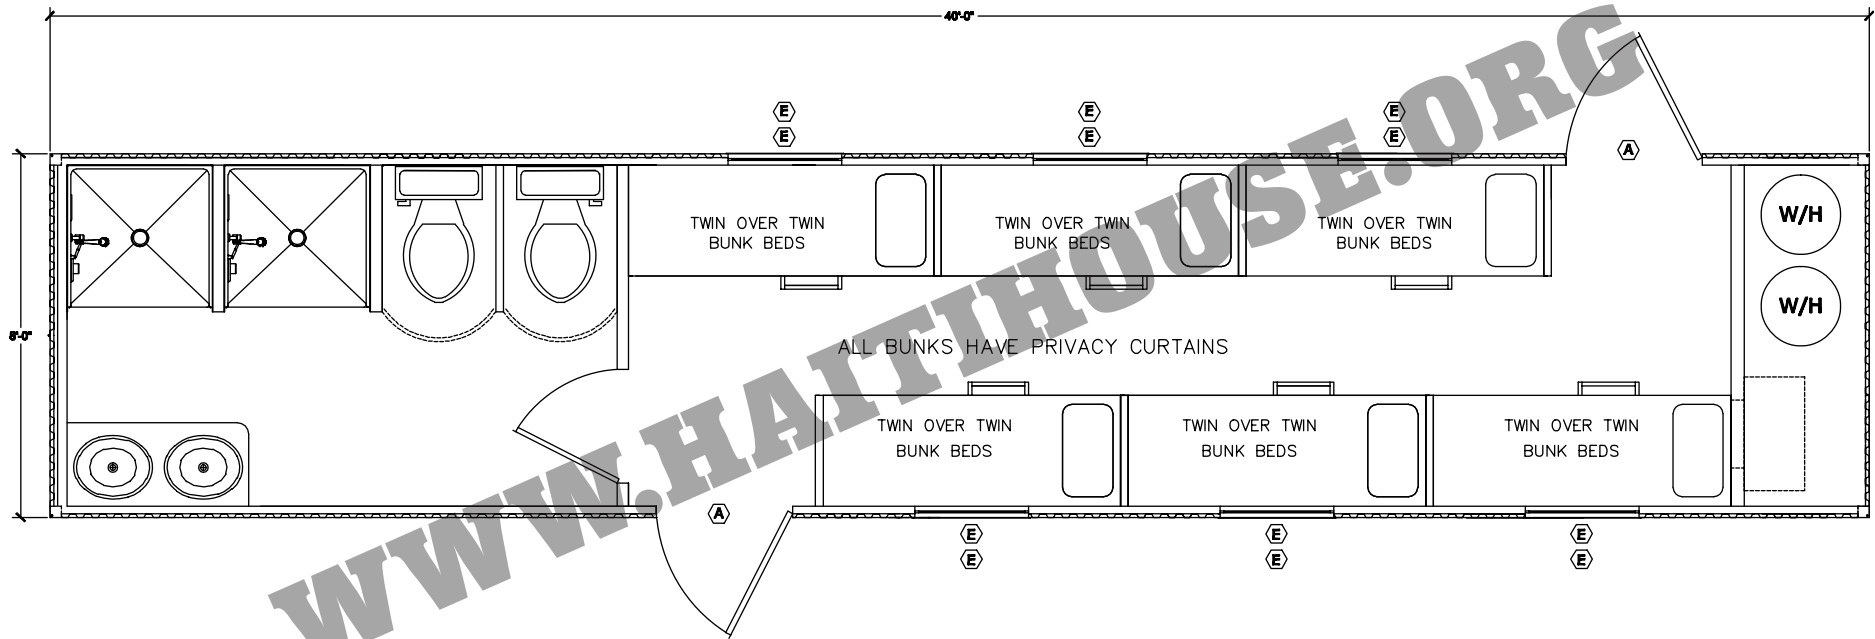 40'-0"
E E E
E E E
A
W/H
TWIN OVER TWIN TWIN OVER TWIN TWIN OVER TWIN
BUNK BEDS BUNK BEDS BUNK BEDS
W/H
8'-0"
ALL BUNKS HAVE PRIVACY CURTAINS
WWW.HAITIHOUSE.ORG
TWIN OVER TWIN TWIN OVER TWIN TWIN OVER TWIN
BUNK BEDS BUNK BEDS BUNK BEDS
A
E E E
E E E